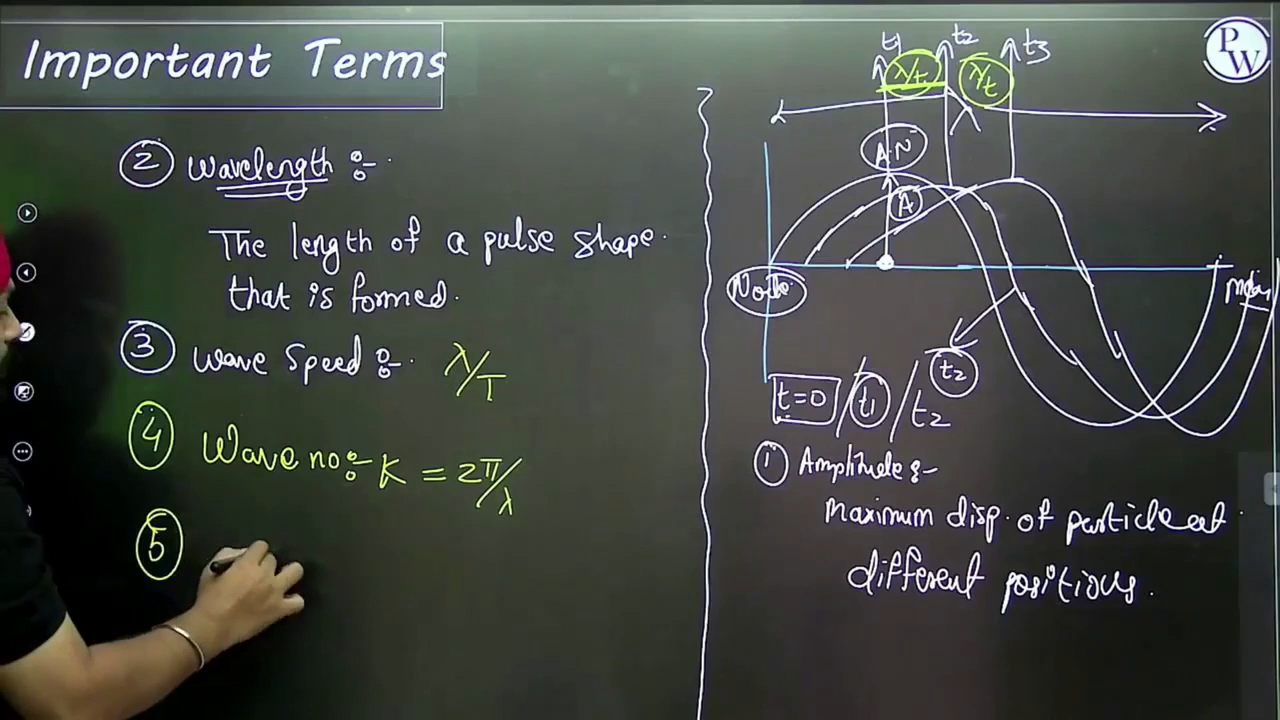 Important Terms
② Wavelength :-
The length of a pulse shape.
that is formed.
③ Wave Speed :- λ/T
④ Wave no :- K = 2π/λ
⑤
PW
t1 t2 t3
λ/t λ/t
A.N
A
Node
t=0 / t1 / t2
t2
① Amplitude :-
Maximum disp. of particle at
different positions.